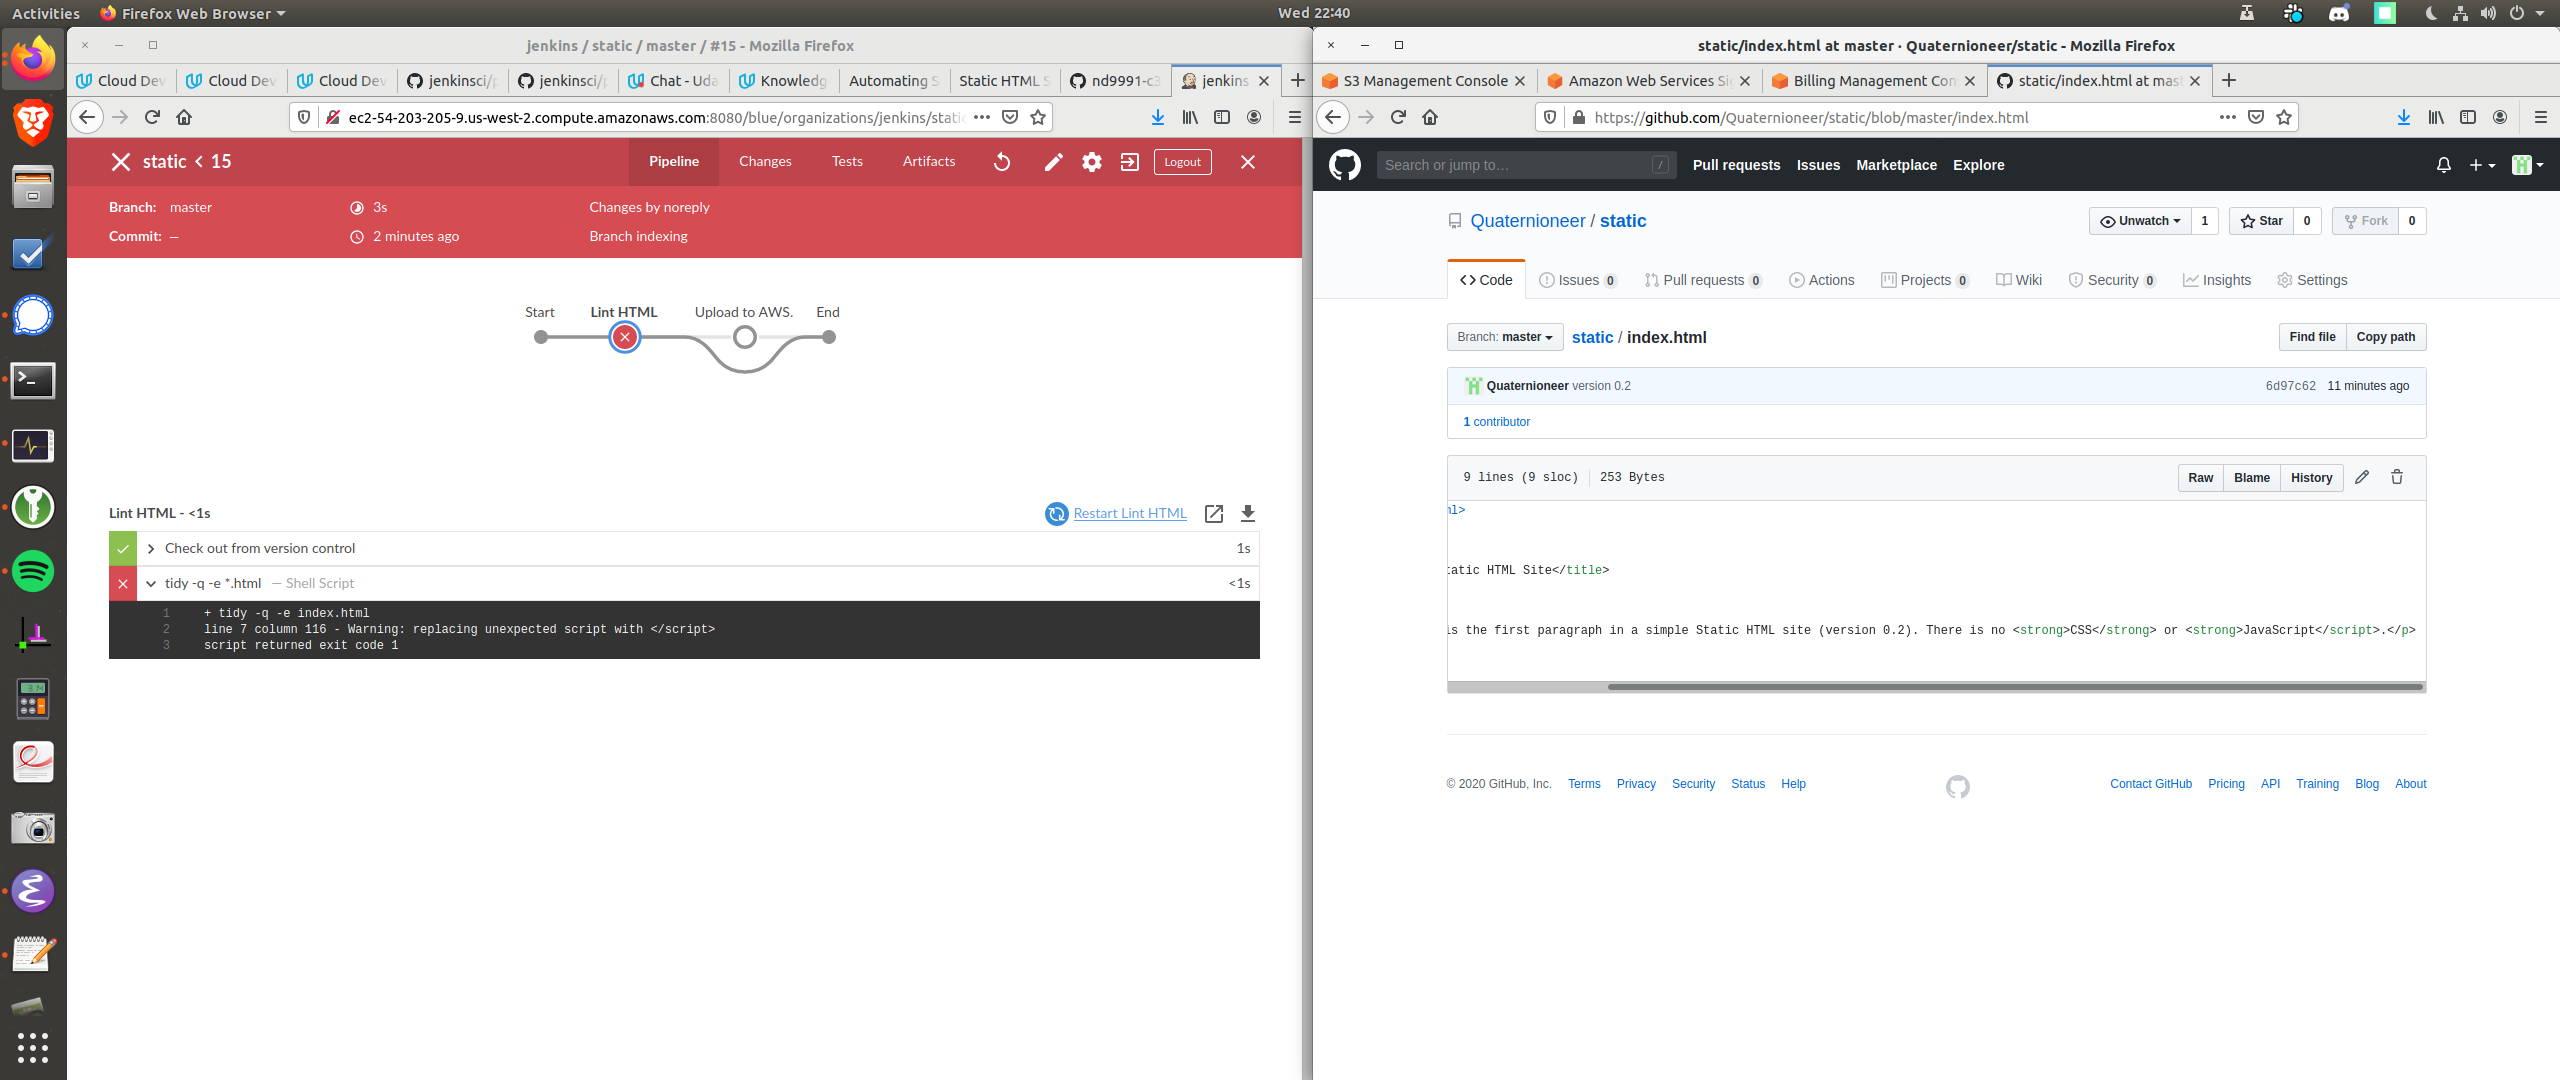 Activities
Firefox Web Browser
Wed 22:40
jenkins / static / master / #15 - Mozilla Firefox
Cloud Dev
Cloud Dev
Cloud Dev
jenkinsci/p
jenkinsci/p
Chat - Uda
Knowledg
Automating S
Static HTML S
nd9991-c3
jenkins
ec2-54-203-205-9.us-west-2.compute.amazonaws.com:8080/blue/organizations/jenkins/static
static < 15
Pipeline
Changes
Tests
Artifacts
Logout
Branch: master
3s
Changes by noreply
Commit: —
2 minutes ago
Branch indexing
Start
Lint HTML
Upload to AWS.
End
Lint HTML - <1s
Restart Lint HTML
Check out from version control
1s
tidy -q -e *.html — Shell Script
<1s
1 + tidy -q -e index.html
2 line 7 column 116 - Warning: replacing unexpected script with </script>
3 script returned exit code 1
static/index.html at master · Quaternioneer/static - Mozilla Firefox
S3 Management Console
Amazon Web Services Si
Billing Management Con
static/index.html at mast
https://github.com/Quaternioneer/static/blob/master/index.html
Search or jump to…
/
Pull requests
Issues
Marketplace
Explore
Quaternioneer / static
Unwatch 1
Star 0
Fork 0
Code
Issues 0
Pull requests 0
Actions
Projects 0
Wiki
Security 0
Insights
Settings
Branch: master
static / index.html
Find file
Copy path
Quaternioneer version 0.2
6d97c62 11 minutes ago
1 contributor
9 lines (9 sloc) 253 Bytes
Raw
Blame
History
ml>
tatic HTML Site</title>
is the first paragraph in a simple Static HTML site (version 0.2). There is no <strong>CSS</strong> or <strong>JavaScript</script>.</p>
© 2020 GitHub, Inc.
Terms
Privacy
Security
Status
Help
Contact GitHub
Pricing
API
Training
Blog
About